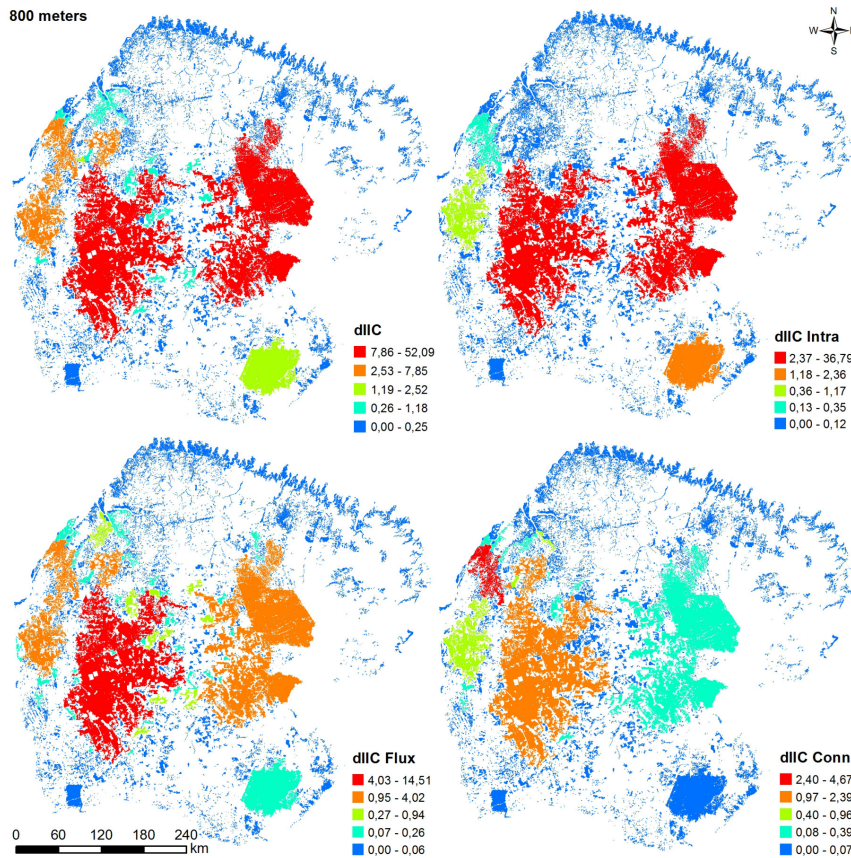 800 meters
N
W E
S
dIIC
7,86 - 52,09
2,53 - 7,85
1,19 - 2,52
0,26 - 1,18
0,00 - 0,25
dIIC Intra
2.37 - 36,79
1,18 - 2,36
0,36 - 1,17
0,13 - 0,35
0,00 - 0,12
dIIC Flux
4,03 - 14,51
0,95 - 4,02
0,27 - 0,94
0,07 - 0,26
0,00 - 0,06
0 60 120 180 240
km
dIIC Conn
2,40 - 4,67
0,97 - 2,39
0,40 - 0,96
0,08 - 0,39
0,00 - 0,07